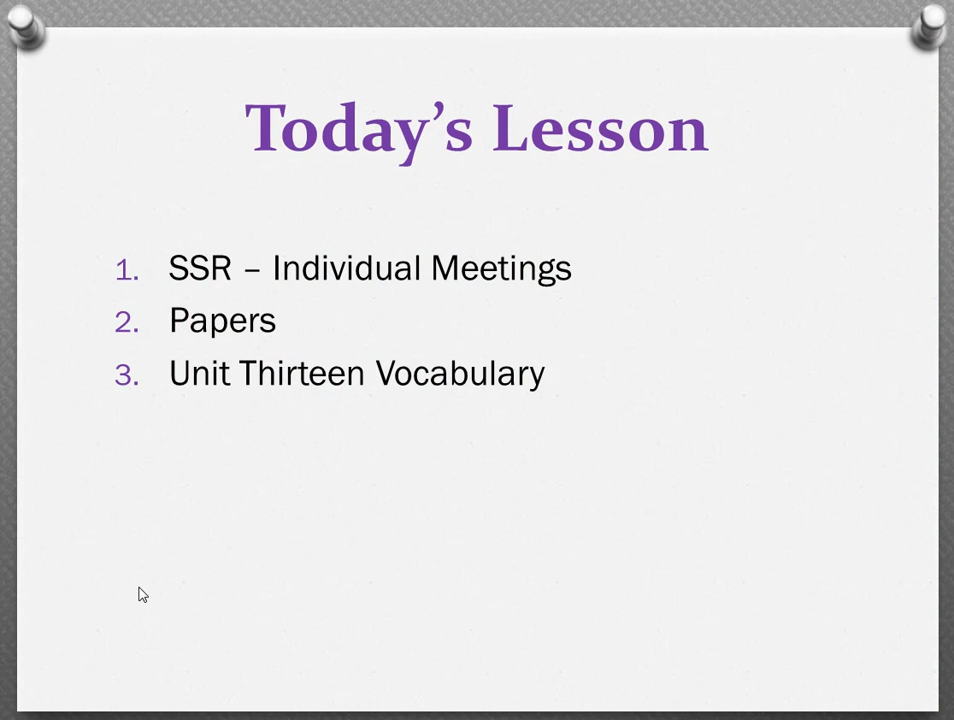 Today’s Lesson
1. SSR – Individual Meetings
2. Papers
3. Unit Thirteen Vocabulary